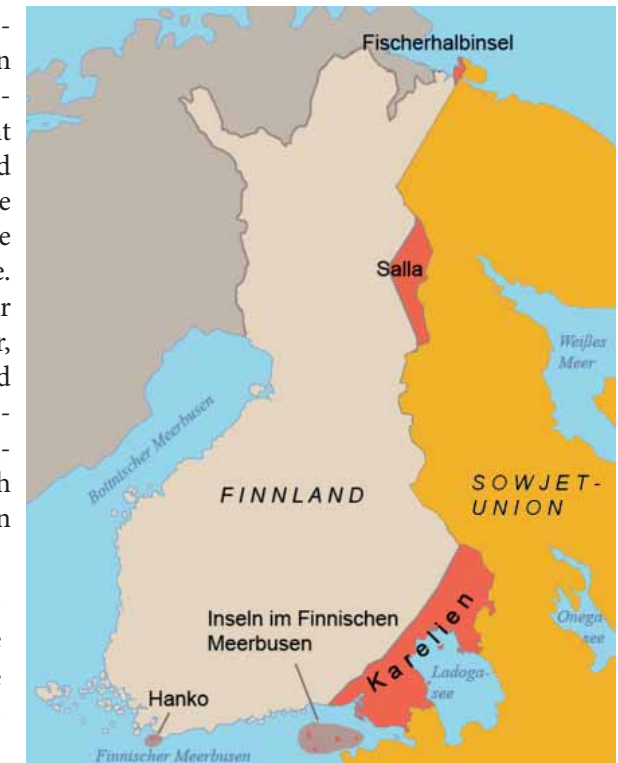 -
n
-
t
d
e
e
e.
r
r,
d
-
-
h
n
Fischerhalbinsel
Salla
Weißes
Meer
Bottnischer Meerbusen
FINNLAND
SOWJET-
UNION
Karelien
Inseln im Finnischen
Meerbusen
Onega-
see
Ladoga-
see
Hanko
Finnischer Meerbusen